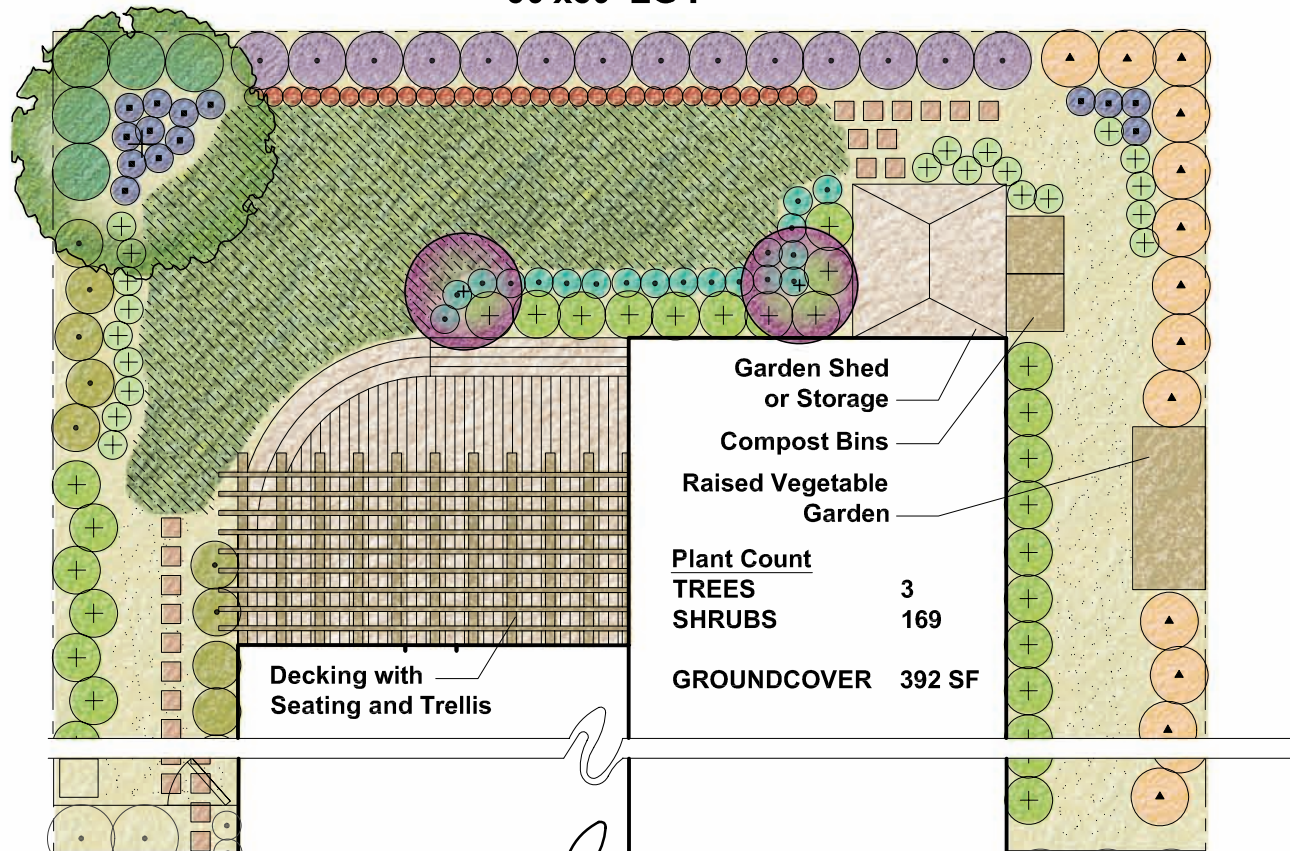 Garden Shed
or Storage
Compost Bins
Raised Vegetable
Garden
Plant Count
TREES 3
SHRUBS 169
GROUNDCOVER 392 SF
Decking with
Seating and Trellis